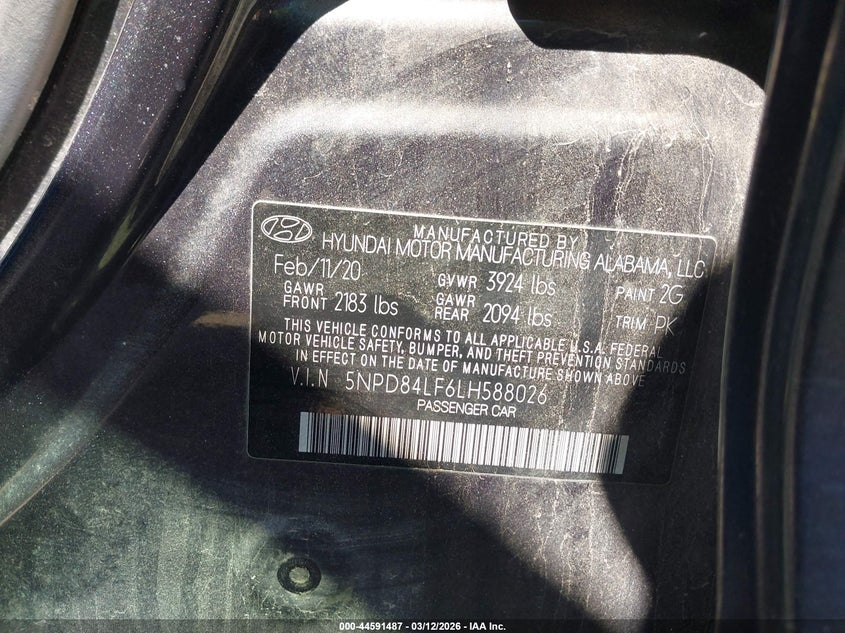 MANUFACTURED BY
HYUNDAI MOTOR MANUFACTURING ALABAMA, LLC
Feb/11/20 GVWR 3924 lbs PAINT 2G
GAWR FRONT 2183 lbs GAWR REAR 2094 lbs TRIM PK
THIS VEHICLE CONFORMS TO ALL APPLICABLE U.S.A. FEDERAL
MOTOR VEHICLE SAFETY, BUMPER, AND THEFT PREVENTION STANDARDS
IN EFFECT ON THE DATE OF MANUFACTURE SHOWN ABOVE
V.I.N 5NPD84LF6LH588026
PASSENGER CAR
000-44591487 - 03/12/2026 - IAA Inc.